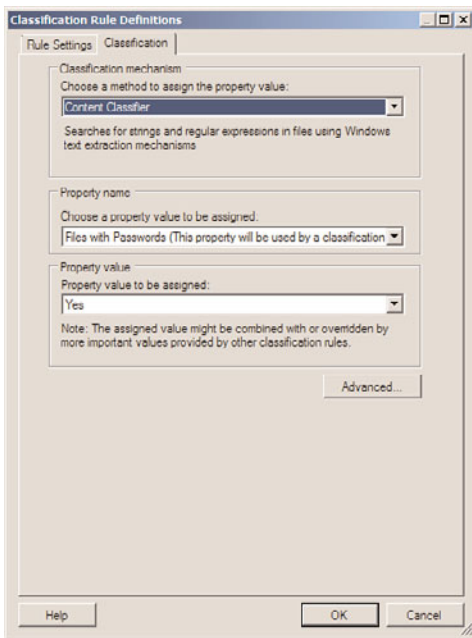 Classification Rule Definitions
Rule Settings
Classification
Classification mechanism
Choose a method to assign the property value:
Content Classifier
Searches for strings and regular expressions in files using Windows
text extraction mechanisms
Property name
Choose a property value to be assigned:
Files with Passwords (This property will be used by a classification
Property value
Property value to be assigned:
Yes
Note: The assigned value might be combined with or overridden by
more important values provided by other classification rules.
Advanced...
Help
OK
Cancel